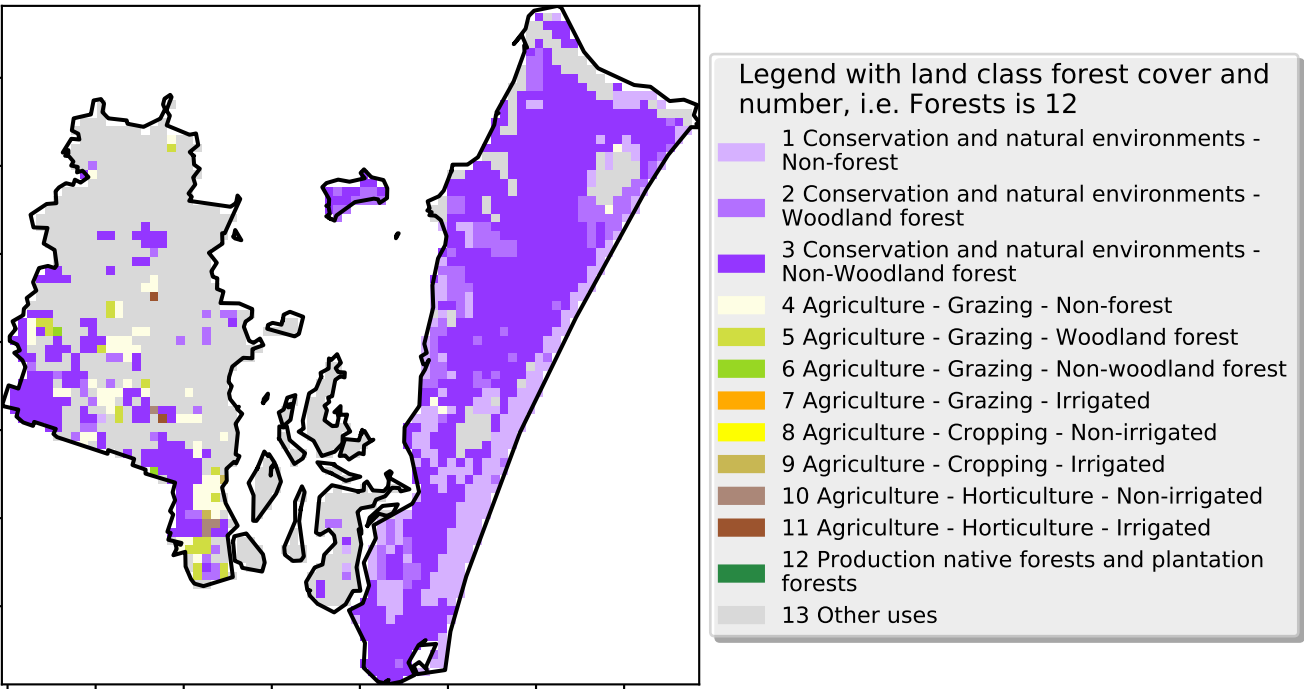 Legend with land class forest cover and
number, i.e. Forests is 12
1 Conservation and natural environments -
Non-forest
2 Conservation and natural environments -
Woodland forest
3 Conservation and natural environments -
Non-Woodland forest
4 Agriculture - Grazing - Non-forest
5 Agriculture - Grazing - Woodland forest
6 Agriculture - Grazing - Non-woodland forest
7 Agriculture - Grazing - Irrigated
8 Agriculture - Cropping - Non-irrigated
9 Agriculture - Cropping - Irrigated
10 Agriculture - Horticulture - Non-irrigated
11 Agriculture - Horticulture - Irrigated
12 Production native forests and plantation
forests
13 Other uses